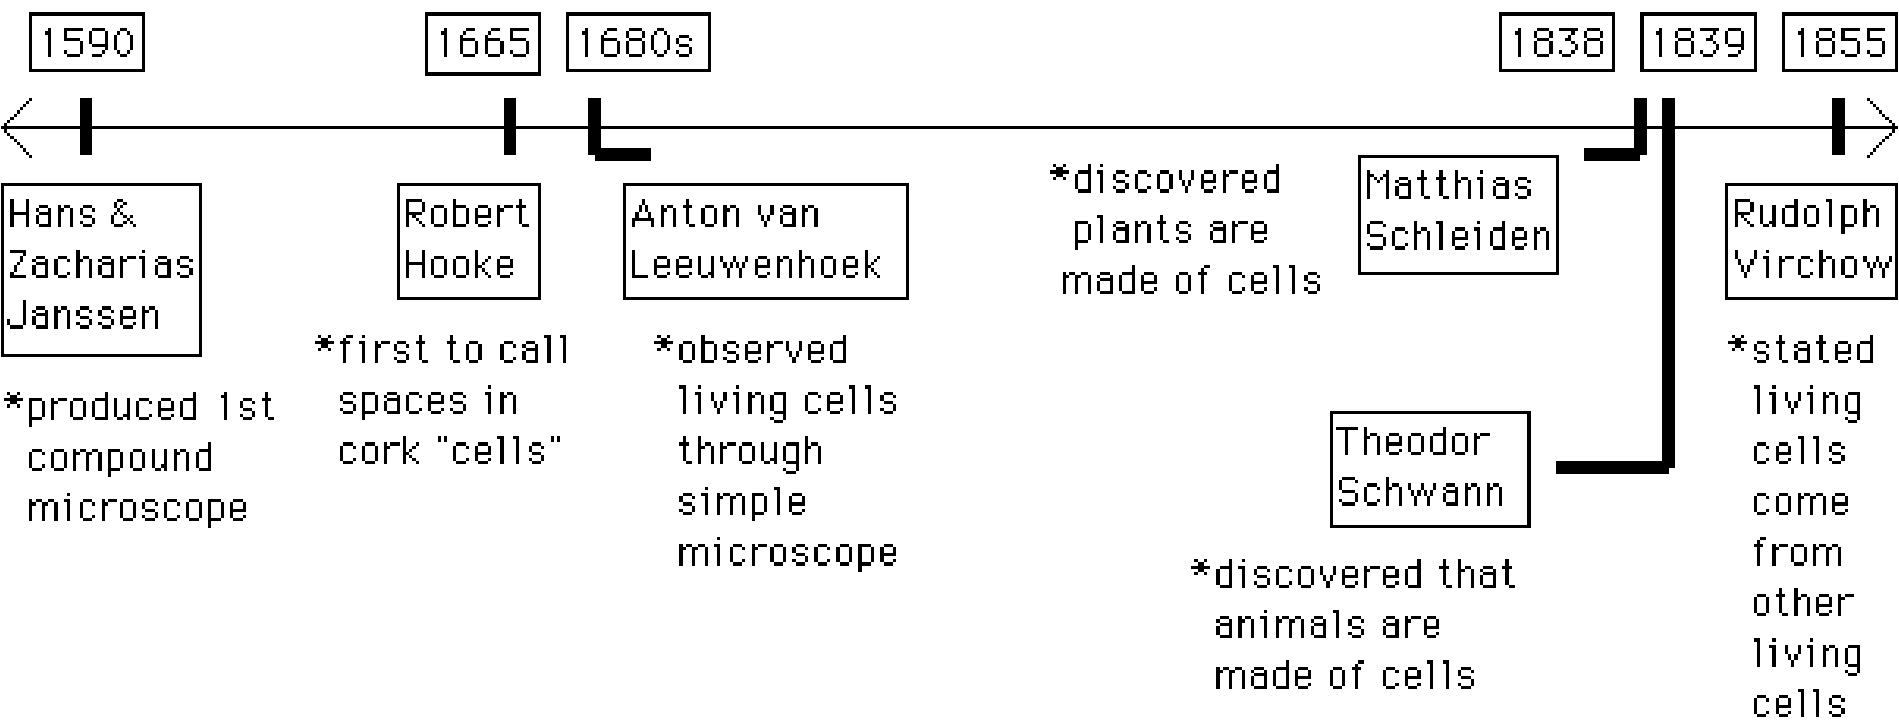 1590
1665
1680s
1838
1839
1855
Hans &
Zacharias
Janssen
*produced 1st
compound
microscope
Robert
Hooke
*first to call
spaces in
cork "cells"
Anton van
Leeuwenhoek
*observed
living cells
through
simple
microscope
*discovered
plants are
made of cells
Matthias
Schleiden
Theodor
Schwann
*discovered that
animals are
made of cells
Rudolph
Virchow
*stated
living
cells
come
from
other
living
cells